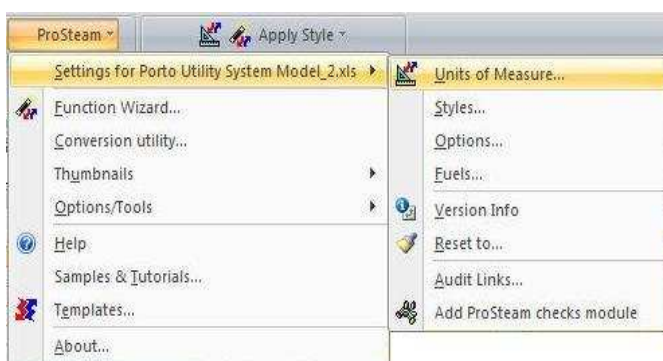 ProSteam
Apply Style
Settings for Porto Utility System Model_2.xls
Function Wizard...
Conversion utility...
Thumbnails
Options/Tools
Help
Samples & Tutorials...
Templates...
About...
Units of Measure...
Styles...
Options...
Fuels...
Version Info
Reset to...
Audit Links...
Add ProSteam checks module